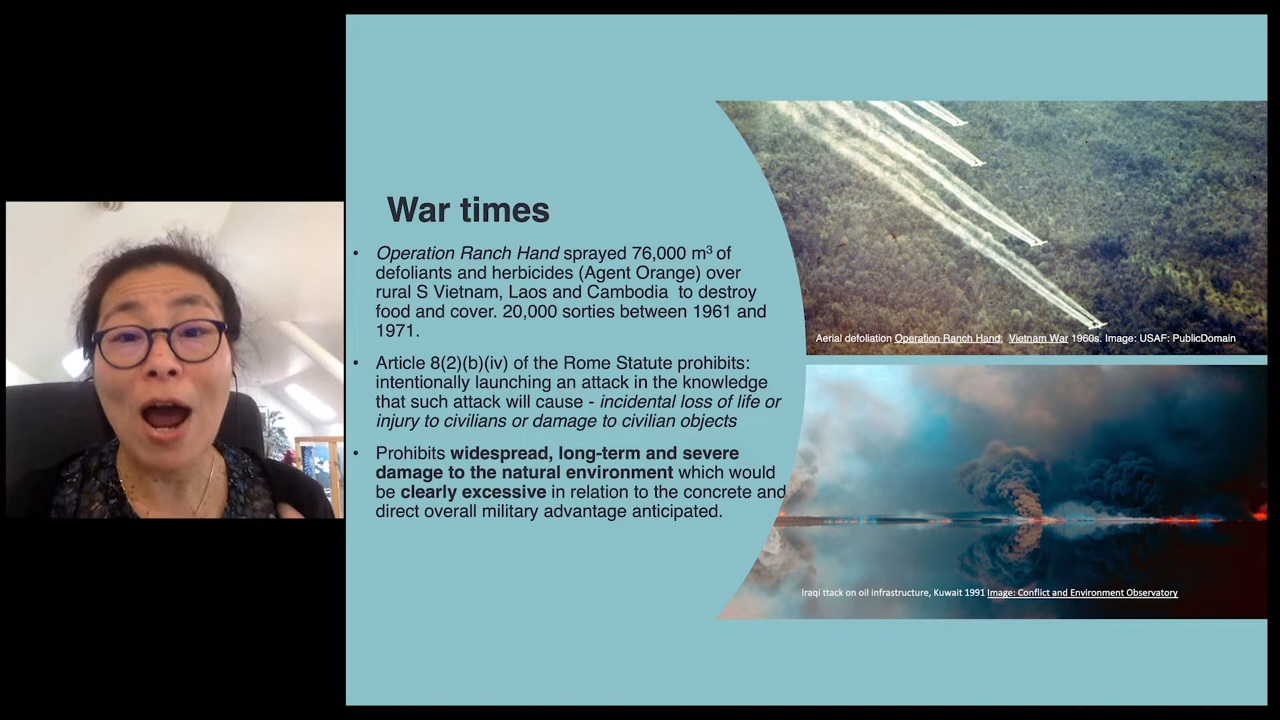 War times
• Operation Ranch Hand sprayed 76,000 m³ of
defoliants and herbicides (Agent Orange) over
rural S Vietnam, Laos and Cambodia to destroy
food and cover. 20,000 sorties between 1961 and
1971.
• Article 8(2)(b)(iv) of the Rome Statute prohibits:
intentionally launching an attack in the knowledge
that such attack will cause - incidental loss of life or
injury to civilians or damage to civilian objects
• Prohibits widespread, long-term and severe
damage to the natural environment which would
be clearly excessive in relation to the concrete and
direct overall military advantage anticipated.
Aerial defoliation Operation Ranch Hand, Vietnam War 1960s. Image: USAF: PublicDomain
Iraqi ttack on oil infrastructure, Kuwait 1991 Image: Conflict and Environment Observatory